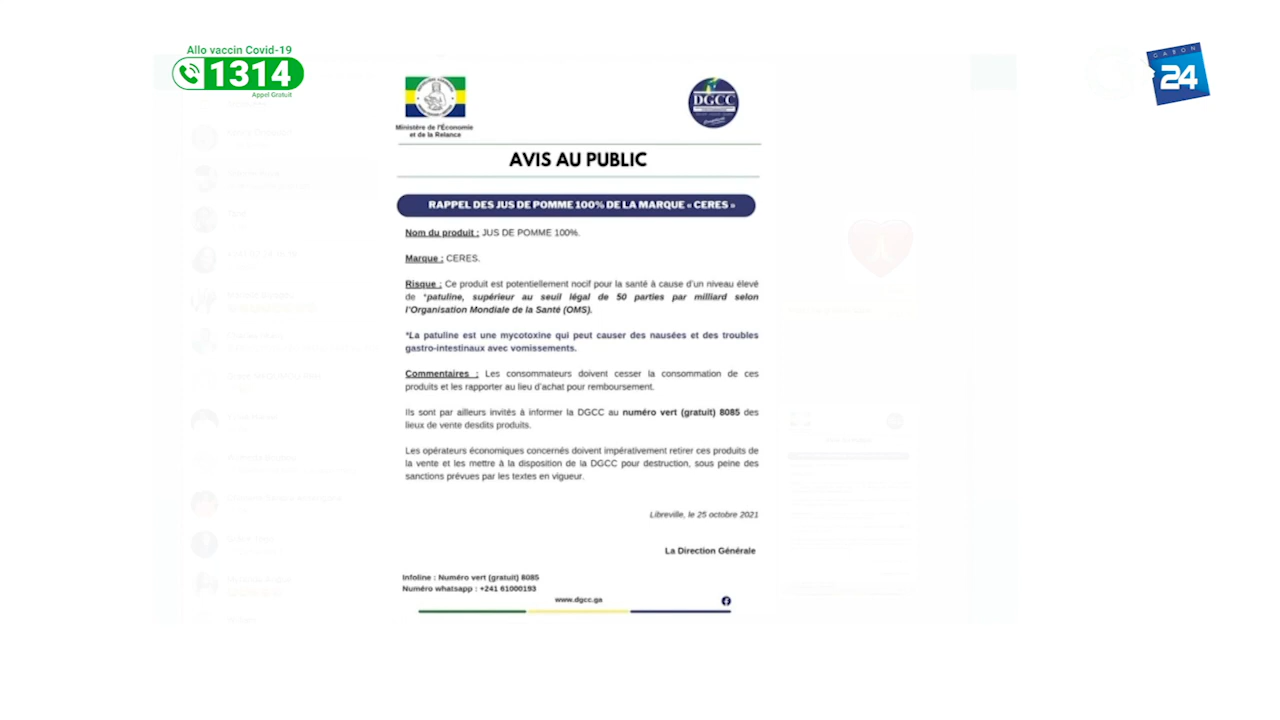 Allo vaccin Covid-19
1314
Appel Gratuit
GABON
24
Ministère de l'Économie
et de la Relance
DGCC
AVIS AU PUBLIC
RAPPEL DES JUS DE POMME 100% DE LA MARQUE « CERES »
Nom du produit : JUS DE POMME 100%.
Marque : CERES.
Risque : Ce produit est potentiellement nocif pour la santé à cause d'un niveau élevé
de *patuline, supérieur au seuil légal de 50 parties par milliard selon
l'Organisation Mondiale de la Santé (OMS).
*La patuline est une mycotoxine qui peut causer des nausées et des troubles
gastro-intestinaux avec vomissements.
Commentaires : Les consommateurs doivent cesser la consommation de ces
produits et les rapporter au lieu d'achat pour remboursement.
Ils sont par ailleurs invités à informer la DGCC au numéro vert (gratuit) 8085 des
lieux de vente desdits produits.
Les opérateurs économiques concernés doivent impérativement retirer ces produits de
la vente et les mettre à la disposition de la DGCC pour destruction, sous peine des
sanctions prévues par les textes en vigueur.
Libreville, le 25 octobre 2021
La Direction Générale
Infoline : Numéro vert (gratuit) 8085
Numéro whatsapp : +241 61000193
www.dgcc.ga